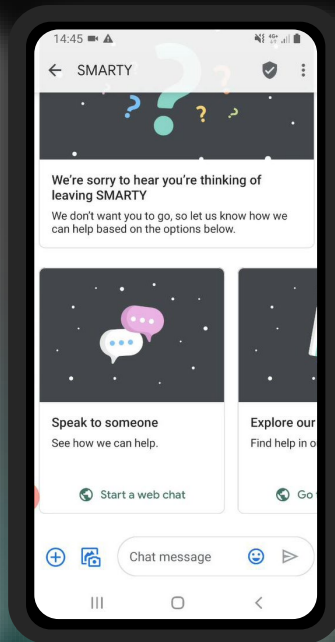 14:45
4G+
SMARTY
? ? ? ?
We're sorry to hear you're thinking of
leaving SMARTY
We don't want you to go, so let us know how we
can help based on the options below.
Speak to someone
See how we can help.
Start a web chat
Explore our
Find help in o
Go
Chat message